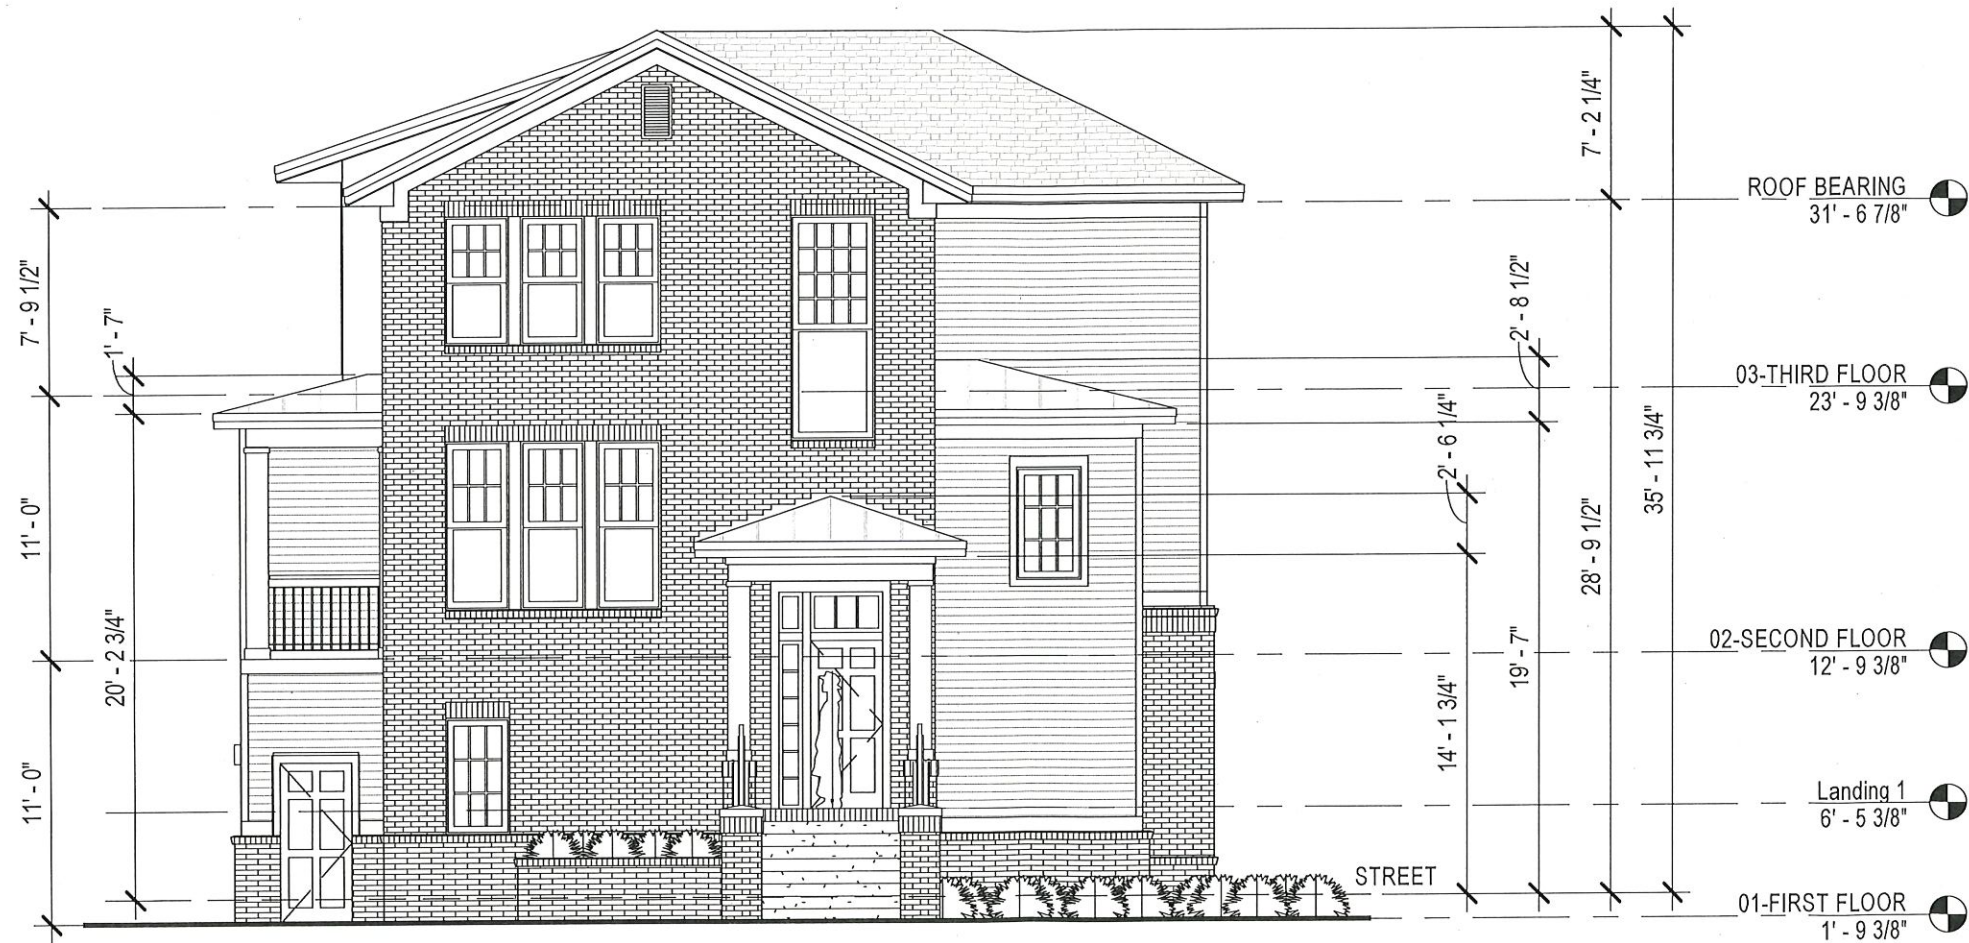 7' - 9 1/2"
1' - 7"
11' - 0"
20' - 2 3/4"
11' - 0"
7' - 2 1/4"
2' - 8 1/2"
2' - 6 1/4"
35' - 11 3/4"
28' - 9 1/2"
19' - 7"
14' - 1 3/4"
STREET
ROOF BEARING
31' - 6 7/8"
03-THIRD FLOOR
23' - 9 3/8"
02-SECOND FLOOR
12' - 9 3/8"
Landing 1
6' - 5 3/8"
01-FIRST FLOOR
1' - 9 3/8"